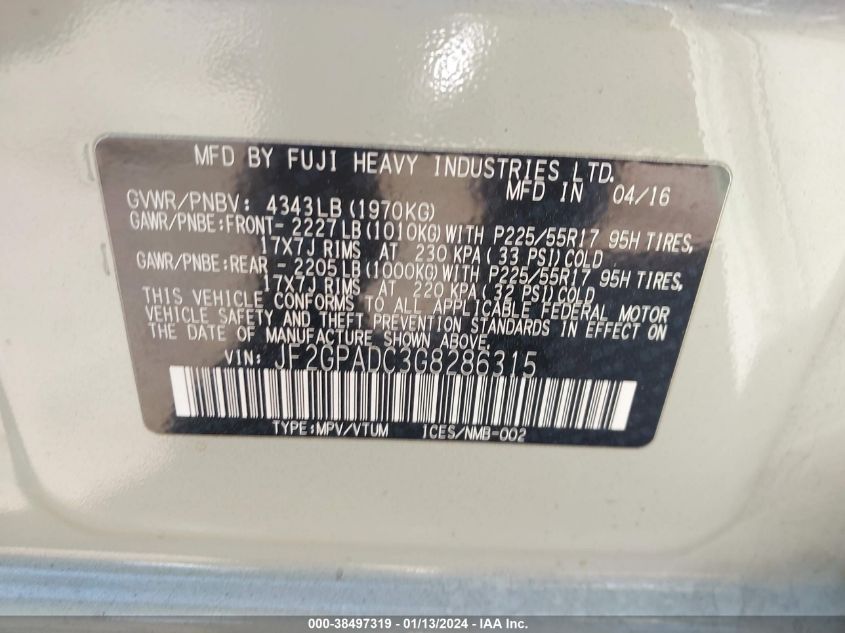 MFD BY FUJI HEAVY INDUSTRIES LTD.
MFD IN 04/16
GVWR/PNBV: 4343LB(1970KG)
GAWR/PNBE:FRONT- 2227LB(1010KG)WITH P225/55R17 95H TIRES,
17X7J RIMS AT 230 KPA( 33 PSI)COLD
GAWR/PNBE:REAR - 2205LB(1000KG)WITH P225/55R17 95H TIRES,
17X7J RIMS AT 220 KPA( 32 PSI)COLD
THIS VEHICLE CONFORMS TO ALL APPLICABLE FEDERAL MOTOR
VEHICLE SAFETY AND THEFT PREVENTION STANDARDS IN EFFECT ON
THE DATE OF MANUFACTURE SHOWN ABOVE.
VIN: JF2GPADC3G8286315
TYPE:MPV/VTUM ICES/NMB-002
000-38497319 - 01/13/2024 - IAA Inc.